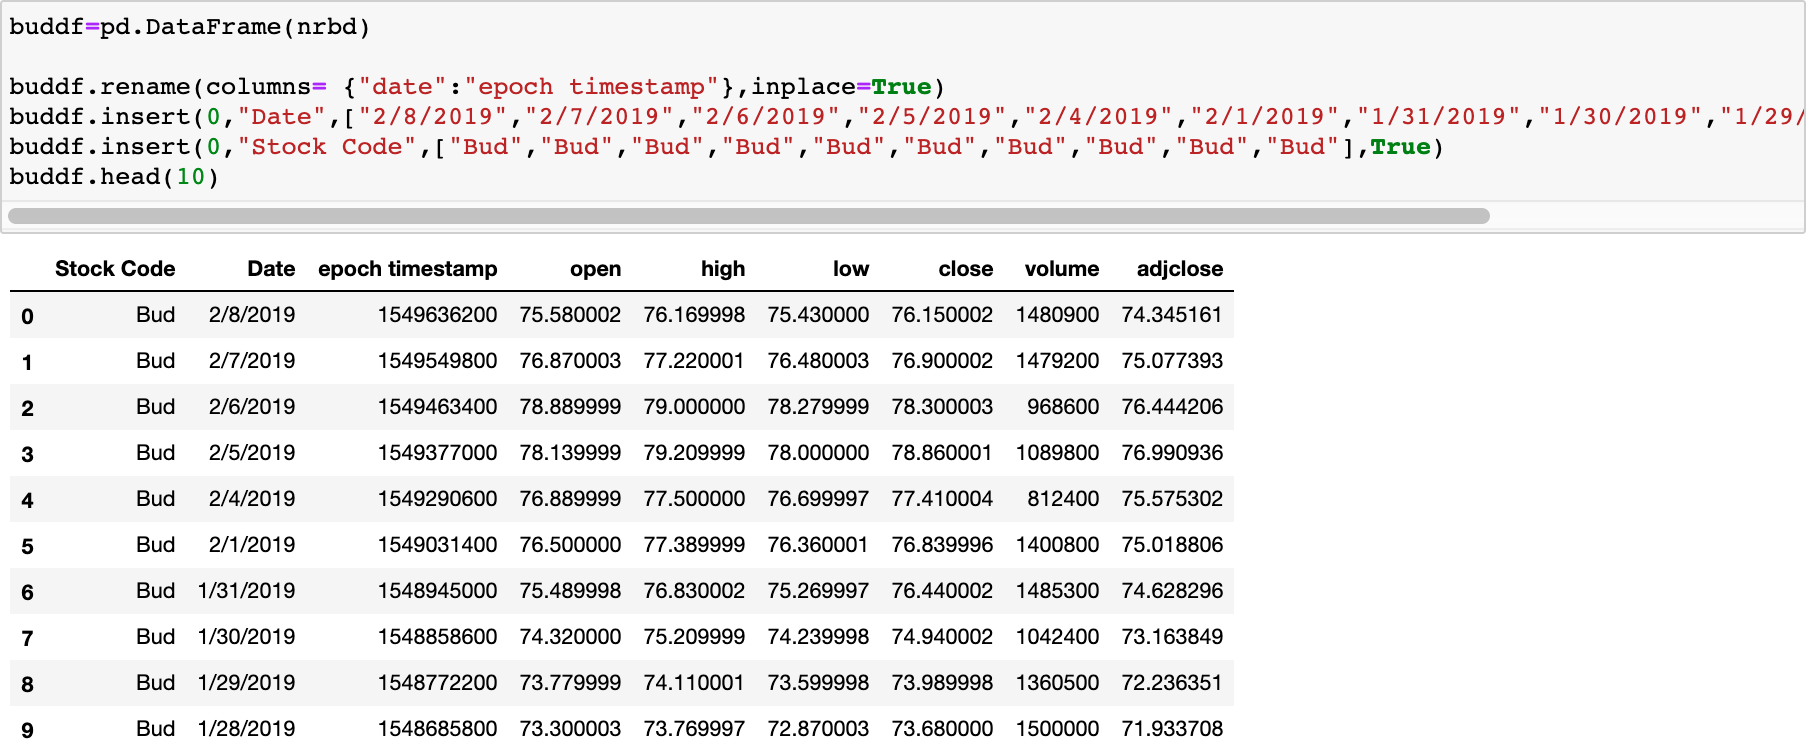 buddf=pd.DataFrame(nrbd)
buddf.rename(columns= {"date":"epoch timestamp"},inplace=True)
buddf.insert(0,"Date",["2/8/2019","2/7/2019","2/6/2019","2/5/2019","2/4/2019","2/1/2019","1/31/2019","1/30/2019","1/29/
buddf.insert(0,"Stock Code",["Bud","Bud","Bud","Bud","Bud","Bud","Bud","Bud","Bud","Bud"],True)
buddf.head(10)
Stock Code Date epoch timestamp open high low close volume adjclose
0 Bud 2/8/2019 1549636200 75.580002 76.169998 75.430000 76.150002 1480900 74.345161
1 Bud 2/7/2019 1549549800 76.870003 77.220001 76.480003 76.900002 1479200 75.077393
2 Bud 2/6/2019 1549463400 78.889999 79.000000 78.279999 78.300003 968600 76.444206
3 Bud 2/5/2019 1549377000 78.139999 79.209999 78.000000 78.860001 1089800 76.990936
4 Bud 2/4/2019 1549290600 76.889999 77.500000 76.699997 77.410004 812400 75.575302
5 Bud 2/1/2019 1549031400 76.500000 77.389999 76.360001 76.839996 1400800 75.018806
6 Bud 1/31/2019 1548945000 75.489998 76.830002 75.269997 76.440002 1485300 74.628296
7 Bud 1/30/2019 1548858600 74.320000 75.209999 74.239998 74.940002 1042400 73.163849
8 Bud 1/29/2019 1548772200 73.779999 74.110001 73.599998 73.989998 1360500 72.236351
9 Bud 1/28/2019 1548685800 73.300003 73.769997 72.870003 73.680000 1500000 71.933708